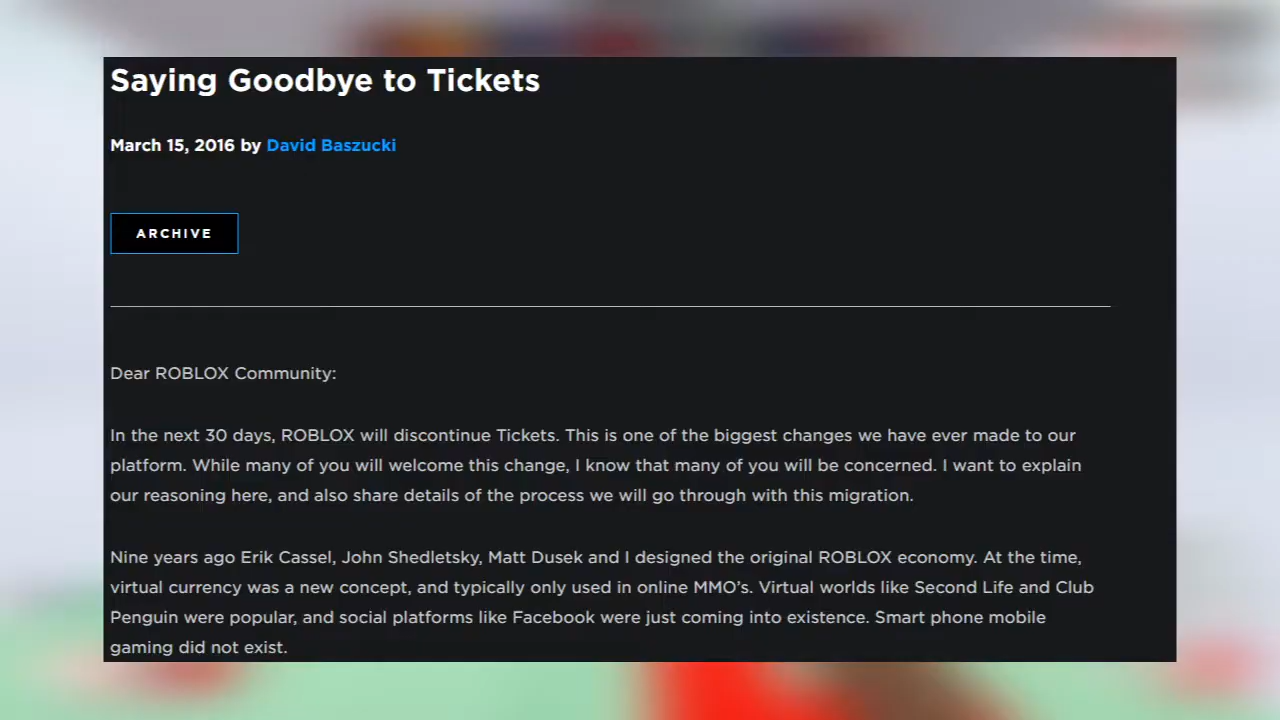 Saying Goodbye to Tickets
March 15, 2016 by David Baszucki
ARCHIVE
Dear ROBLOX Community:
In the next 30 days, ROBLOX will discontinue Tickets. This is one of the biggest changes we have ever made to our
platform. While many of you will welcome this change, I know that many of you will be concerned. I want to explain
our reasoning here, and also share details of the process we will go through with this migration.
Nine years ago Erik Cassel, John Shedletsky, Matt Dusek and I designed the original ROBLOX economy. At the time,
virtual currency was a new concept, and typically only used in online MMO’s. Virtual worlds like Second Life and Club
Penguin were popular, and social platforms like Facebook were just coming into existence. Smart phone mobile
gaming did not exist.